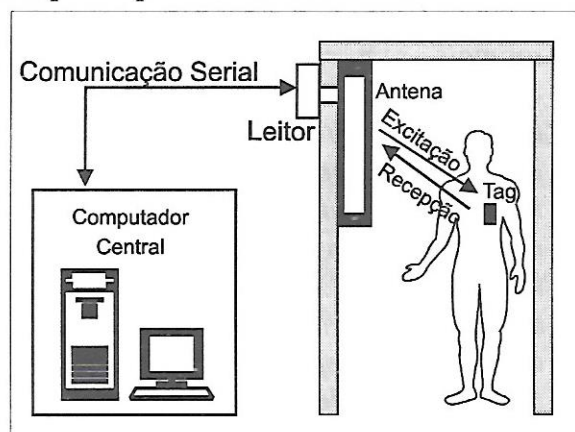 Comunicação Serial
Leitor
Antena
Excitação
Recepção
Tag
Computador
Central